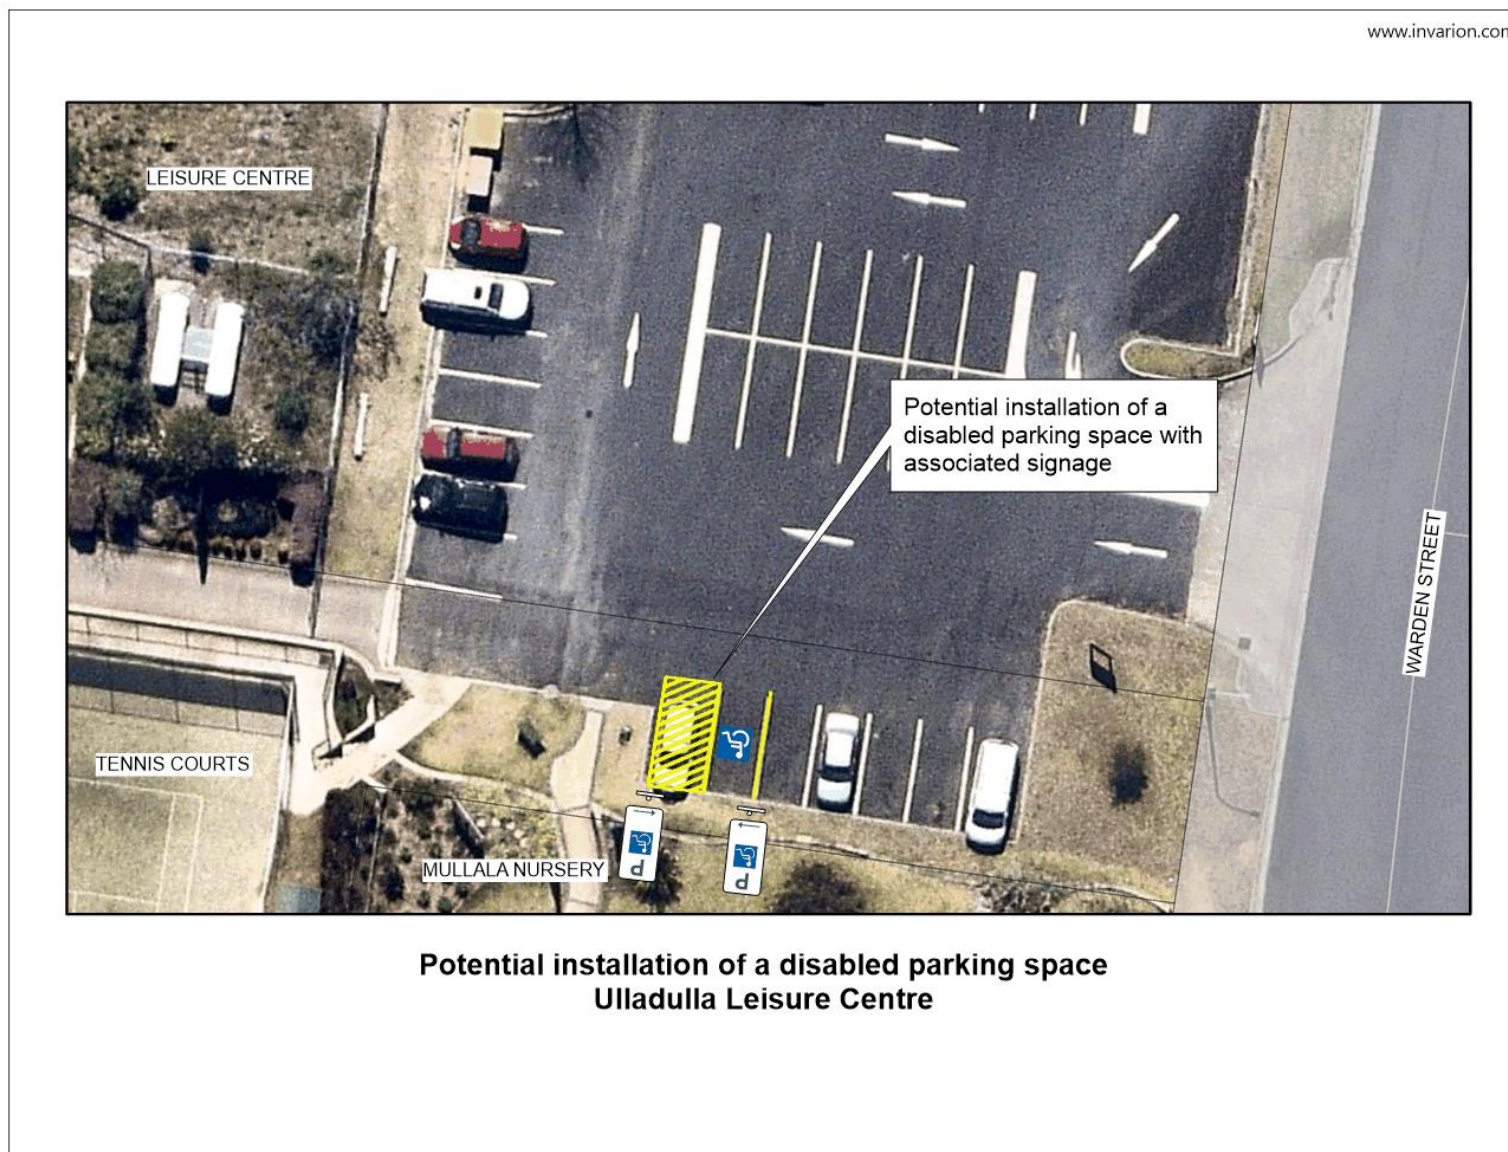 www.invarion.com
LEISURE CENTRE
Potential installation of a
disabled parking space with
associated signage
WARDEN STREET
TENNIS COURTS
MULLALA NURSERY
P
P
Potential installation of a disabled parking space
Ulladulla Leisure Centre